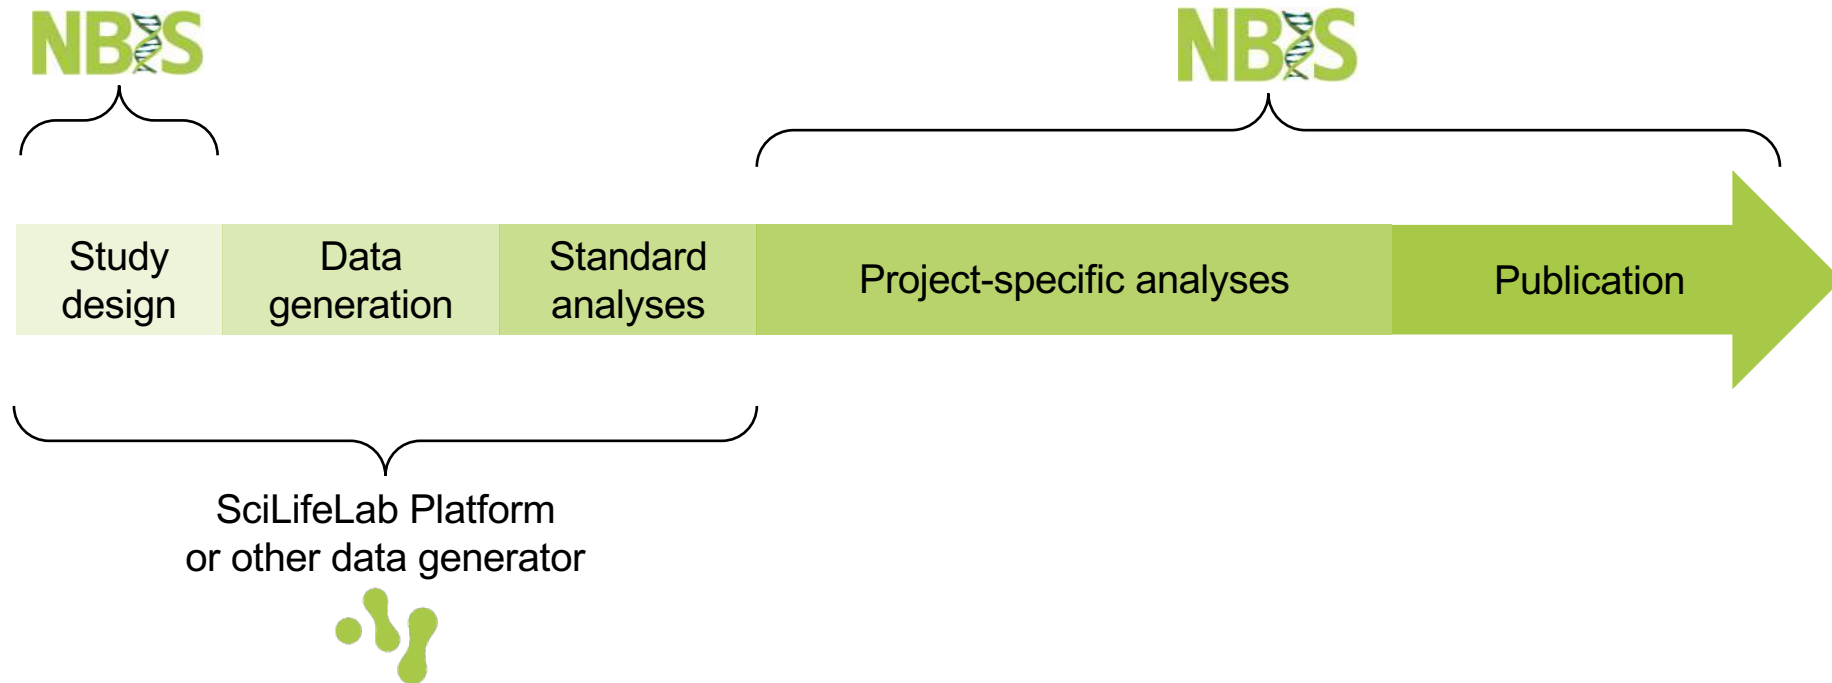 NBIS
NBIS
Study
design
Data
generation
Standard
analyses
Project-specific analyses
Publication
SciLifeLab Platform
or other data generator